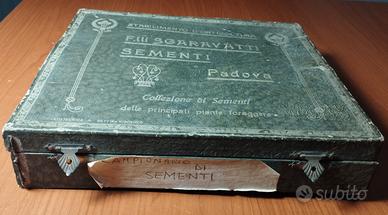 STABILIMENTO D'ORTICOLTURA
F.lli SGARAVATTI
SEMENTI
Padova
Collezione di Sementi
delle principali piante foraggere
CAMPIONARIO
DI
SEMENTI
subito